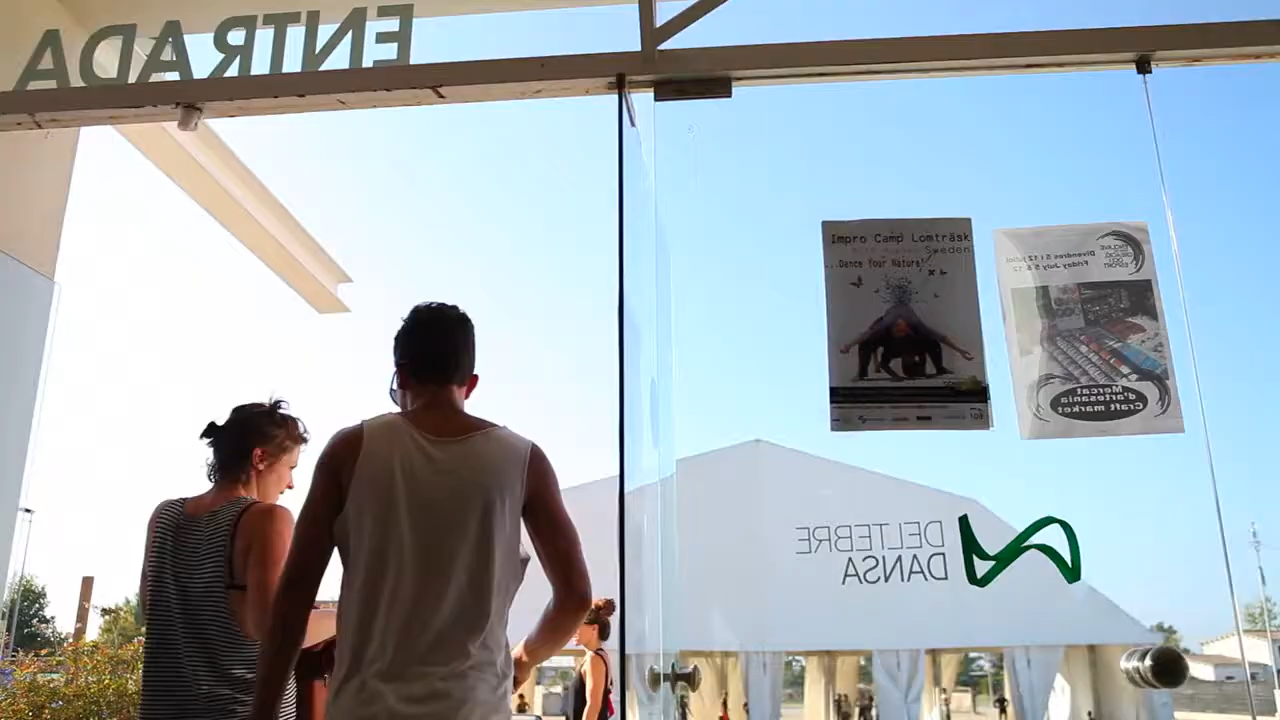 ENTRADA
Impro Camp Lomträsk
Sweden
...Dance Your Nature!
Divendres 5 i 12 juliol
Friday July 5 & 12
Mercat
d'artesania
Craft market
DELTEBRE
DANSA